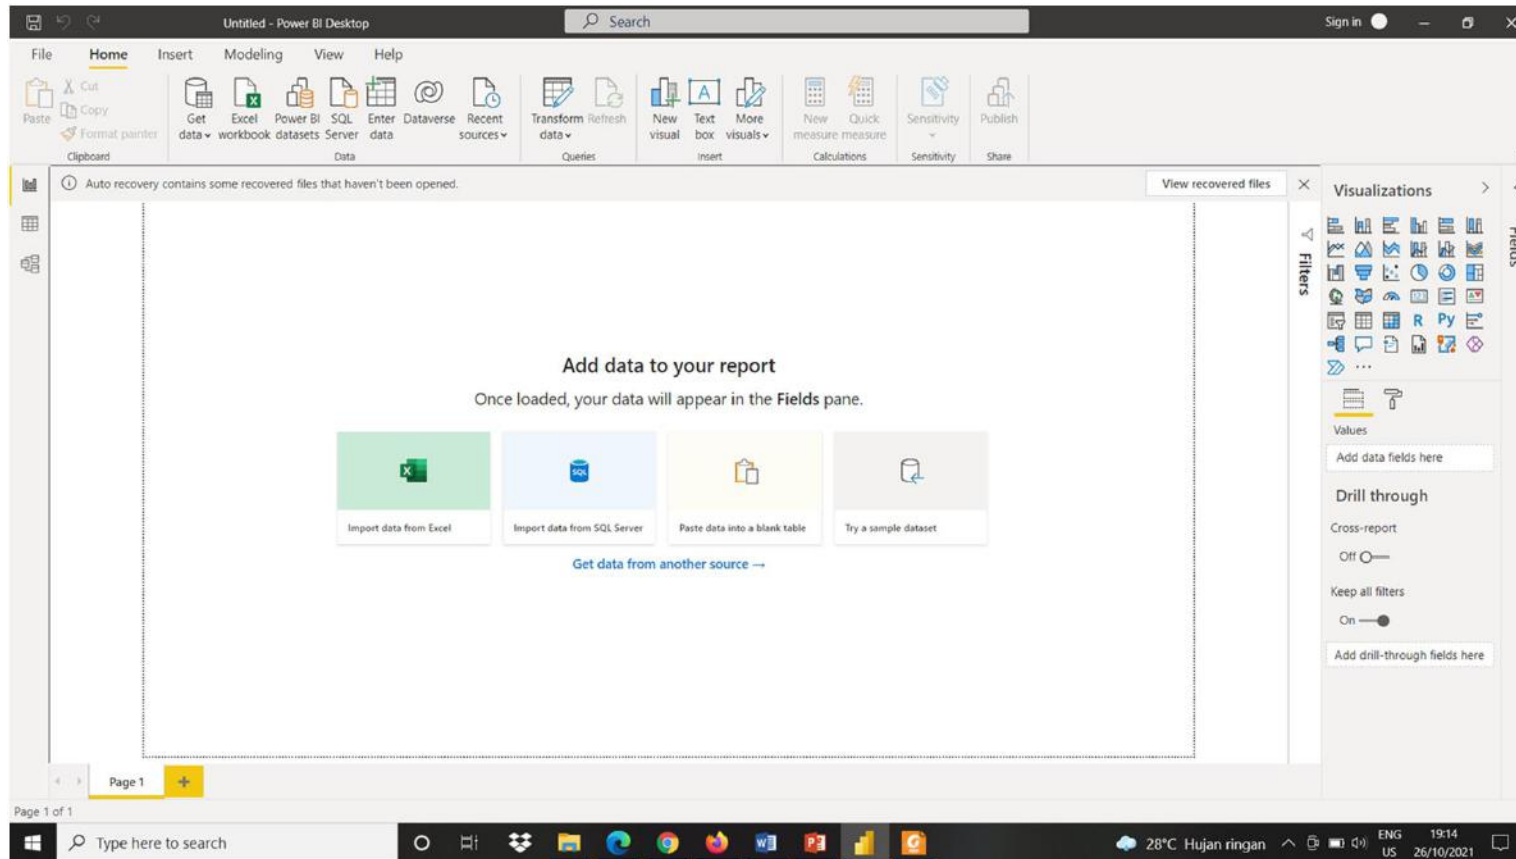 Untitled - Power BI Desktop
Search
Sign in
File Home Insert Modeling View Help
Paste
Cut
Copy
Format painter
Clipboard
Get data
Excel workbook
Power BI datasets
SQL Server
Enter data
Dataverse
Recent sources
Data
Transform data
Refresh
Queries
New visual
Text box
More visuals
Insert
New measure
Quick measure
Calculations
Sensitivity
Sensitivity
Publish
Share
Auto recovery contains some recovered files that haven't been opened.
View recovered files
Filters
Visualizations
R Py
Values
Add data fields here
Drill through
Cross-report
Off
Keep all filters
On
Add drill-through fields here
Fields
Add data to your report
Once loaded, your data will appear in the Fields pane.
SQL
Import data from Excel
Import data from SQL Server
Paste data into a blank table
Try a sample dataset
Get data from another source →
Page 1
Page 1 of 1
Type here to search
28°C Hujan ringan
ENG
US
19:14
26/10/2021